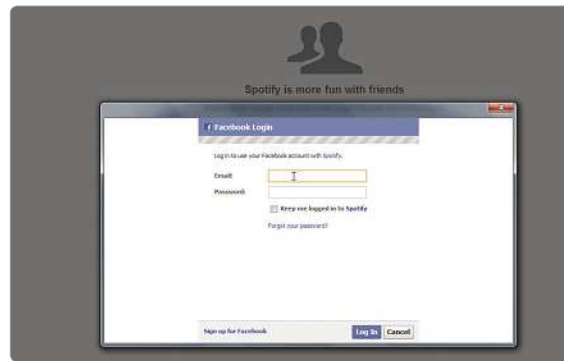 Spotify is more fun with friends
Facebook Login
Log in to use your Facebook account with Spotify.
Email:
Password:
Keep me logged in to Spotify
Forgot your password?
Sign up for Facebook
Log In
Cancel